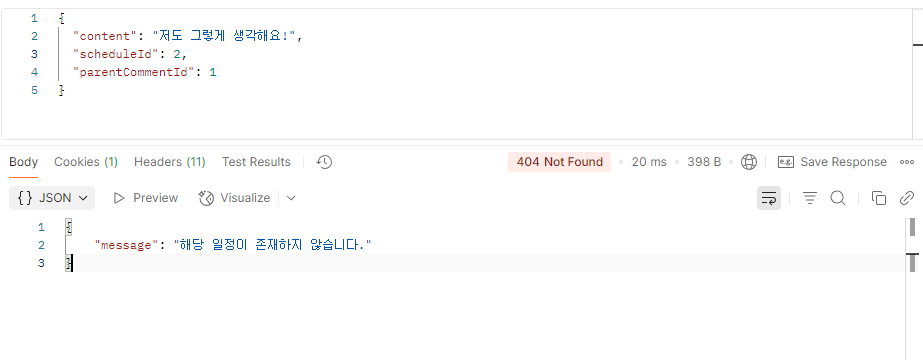 1 {
2 "content": "저도 그렇게 생각해요!",
3 "scheduleId": 2,
4 "parentCommentId": 1
5 }
Body Cookies (1) Headers (11) Test Results 404 Not Found • 20 ms • 398 B • e.g. Save Response
{} JSON Preview Visualize
1 {
2 "message": "해당 일정이 존재하지 않습니다."
3 }